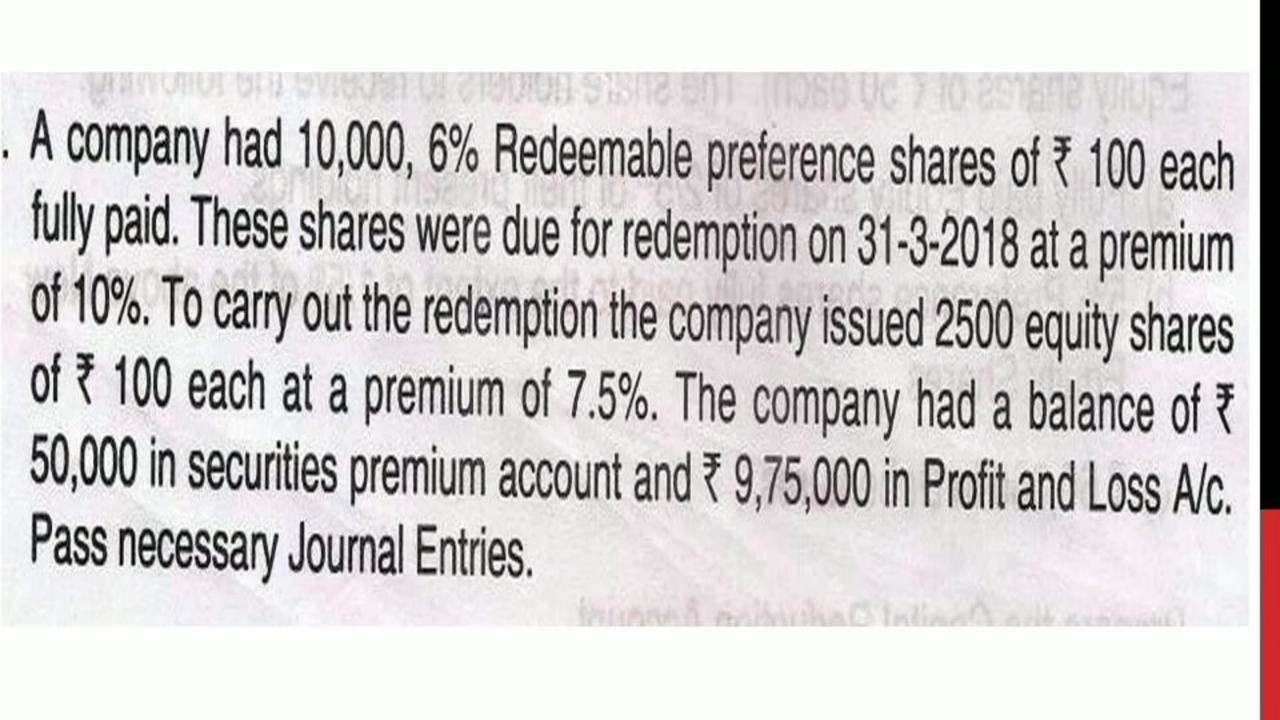 . A company had 10,000, 6% Redeemable preference shares of ₹ 100 each
fully paid. These shares were due for redemption on 31-3-2018 at a premium
of 10%. To carry out the redemption the company issued 2500 equity shares
of ₹ 100 each at a premium of 7.5%. The company had a balance of ₹
50,000 in securities premium account and ₹ 9,75,000 in Profit and Loss A/c.
Pass necessary Journal Entries.